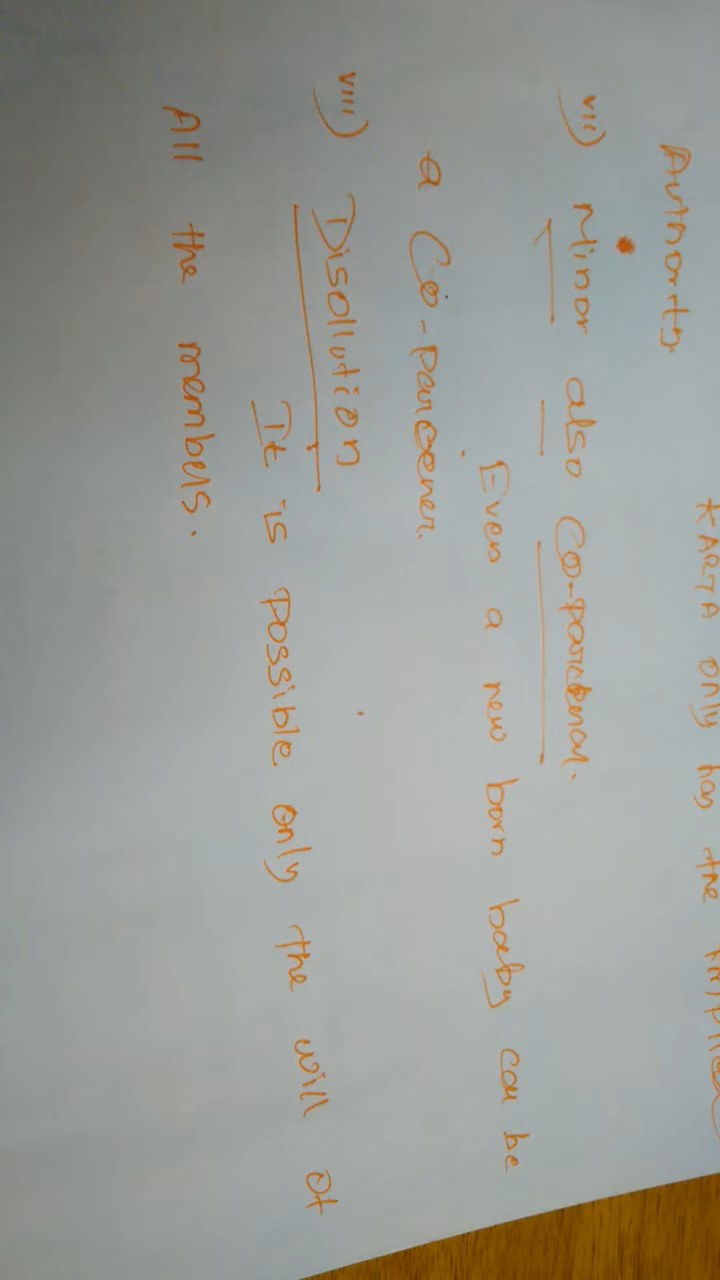 KARTA only has the implied
Authority.
vii) Minor also Co-parcenar.
Even a new born baby can be
a Co-parcener.
viii) Disollution
It is possible only the will of
All the members.